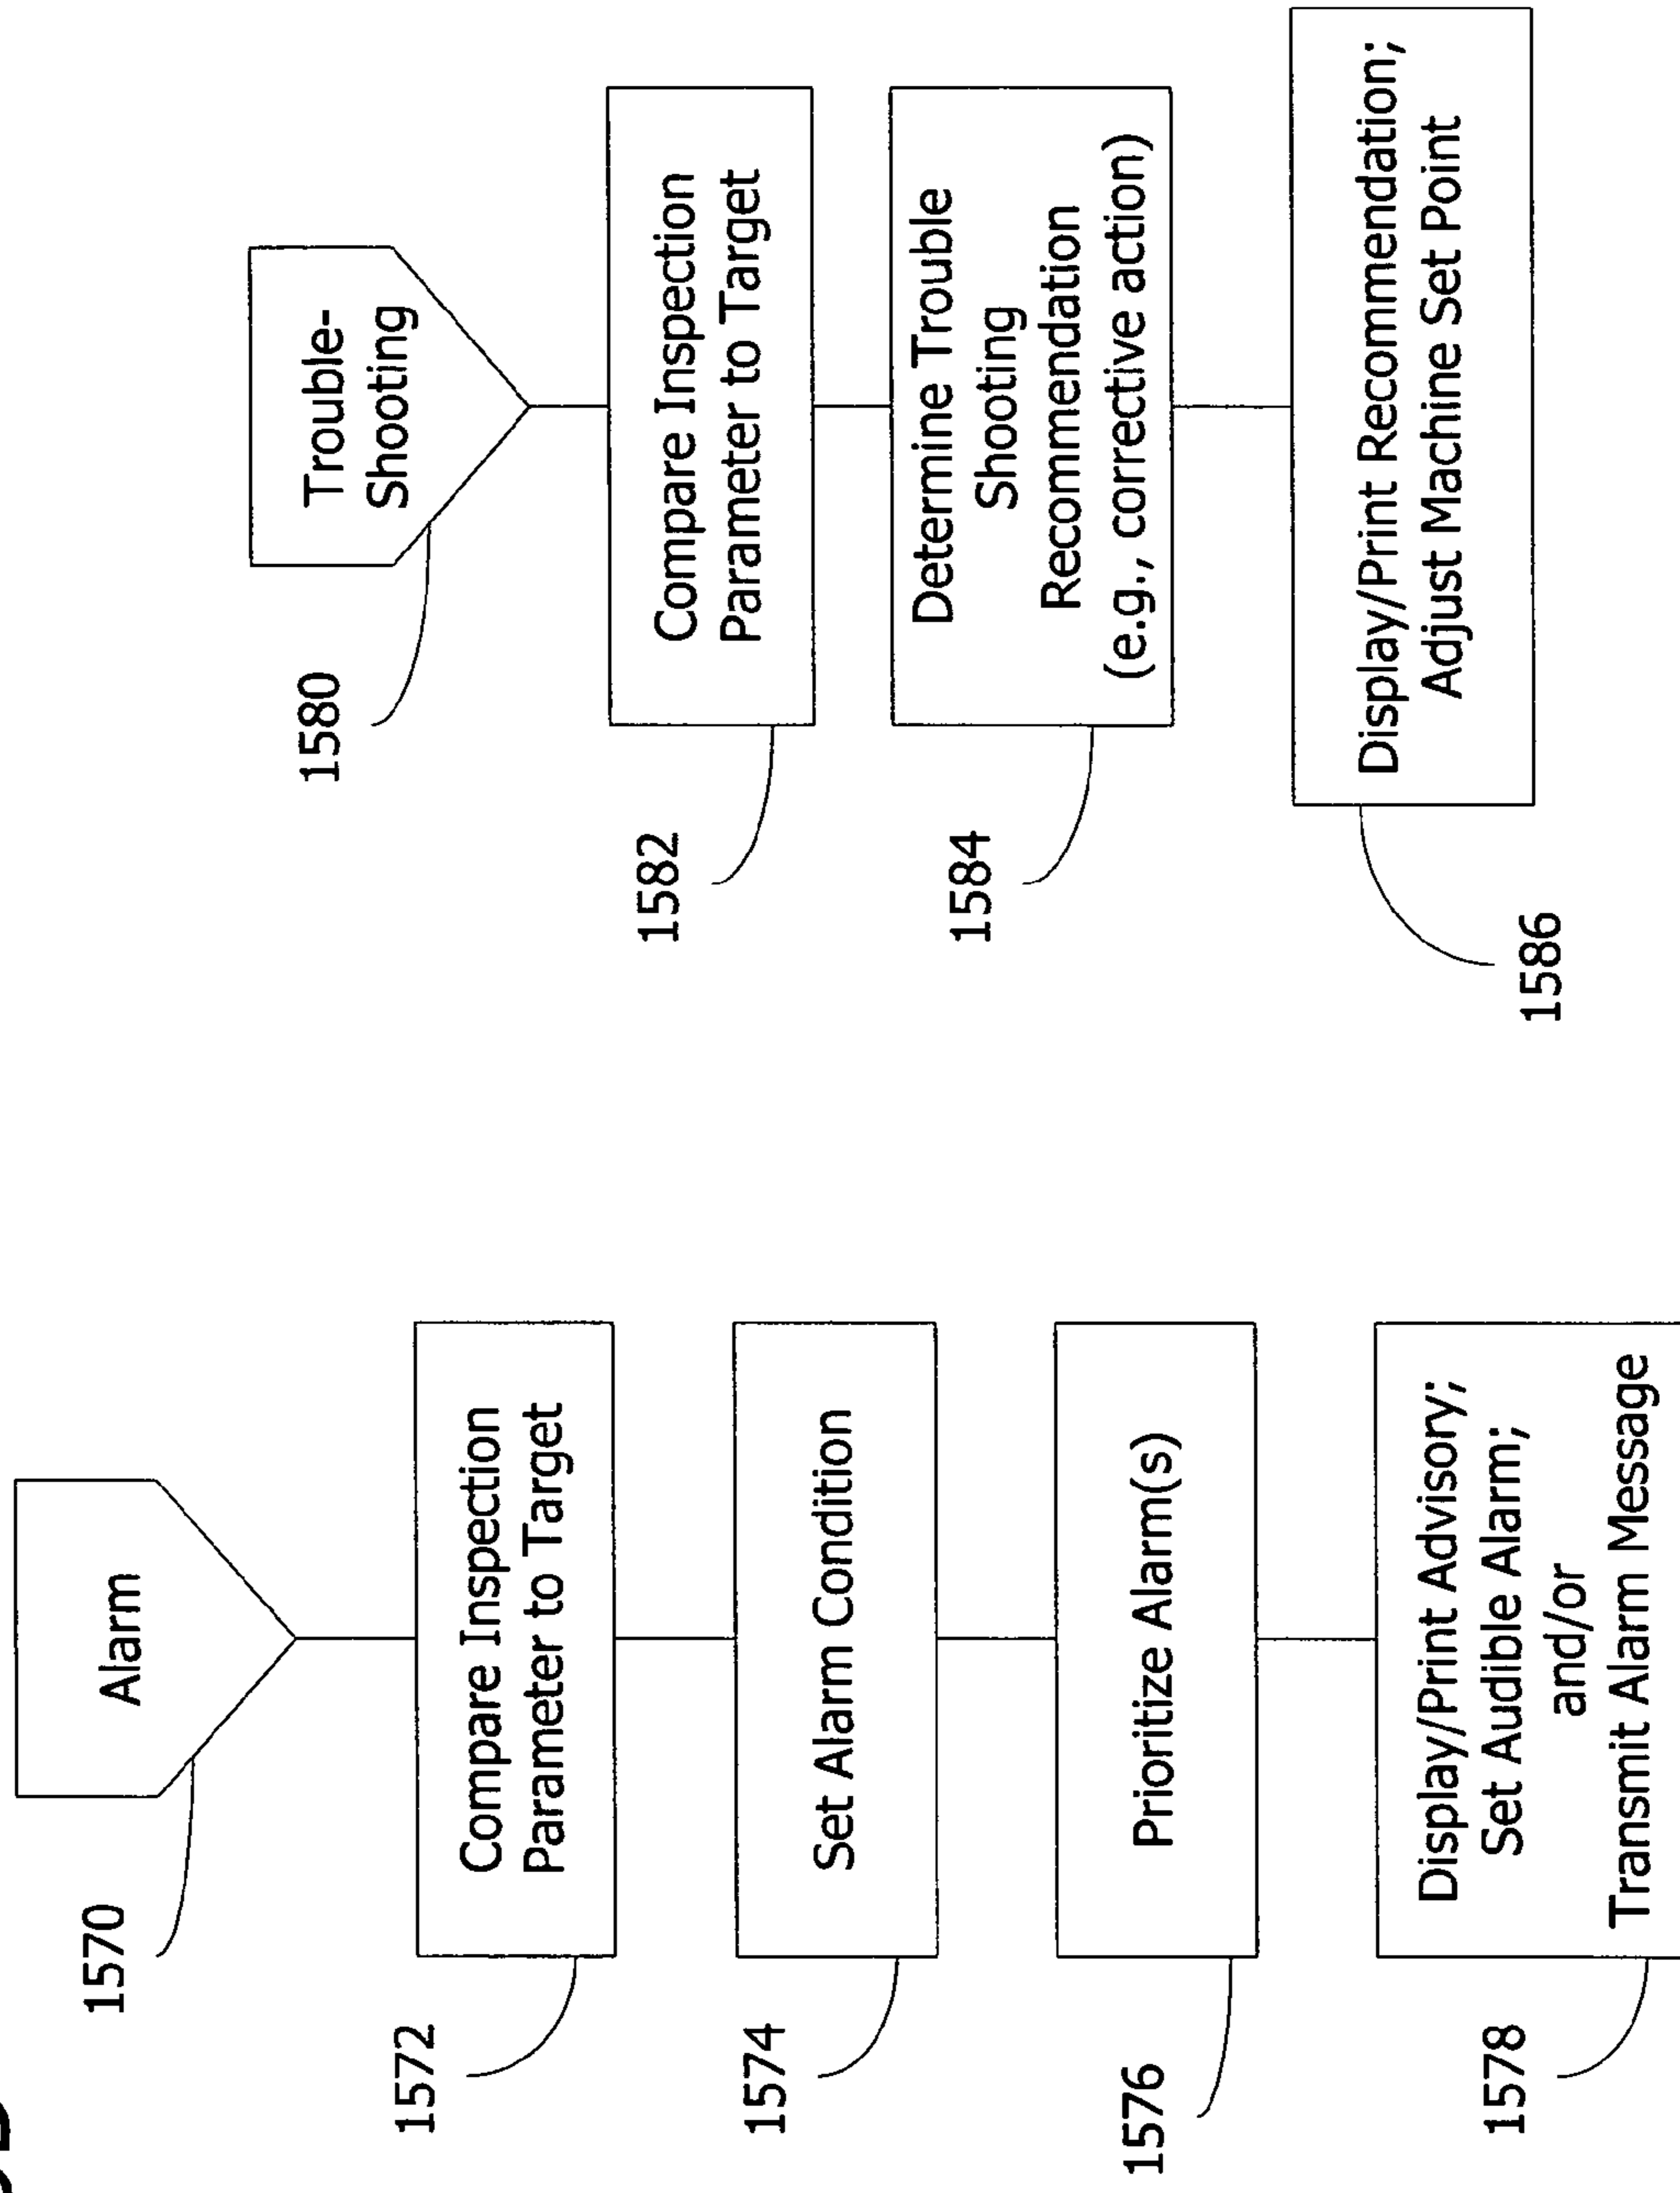 1570
Alarm
1572
Compare Inspection
Parameter to Target
1574
Set Alarm Condition
1576
Prioritize Alarm(s)
1578
Display/Print Advisory;
Set Audible Alarm;
and/or
Transmit Alarm Message
1580
Trouble-
Shooting
1582
Compare Inspection
Parameter to Target
1584
Determine Trouble
Shooting
Recommendation
(e.g., corrective action)
1586
Display/Print Recommendation;
Adjust Machine Set Point